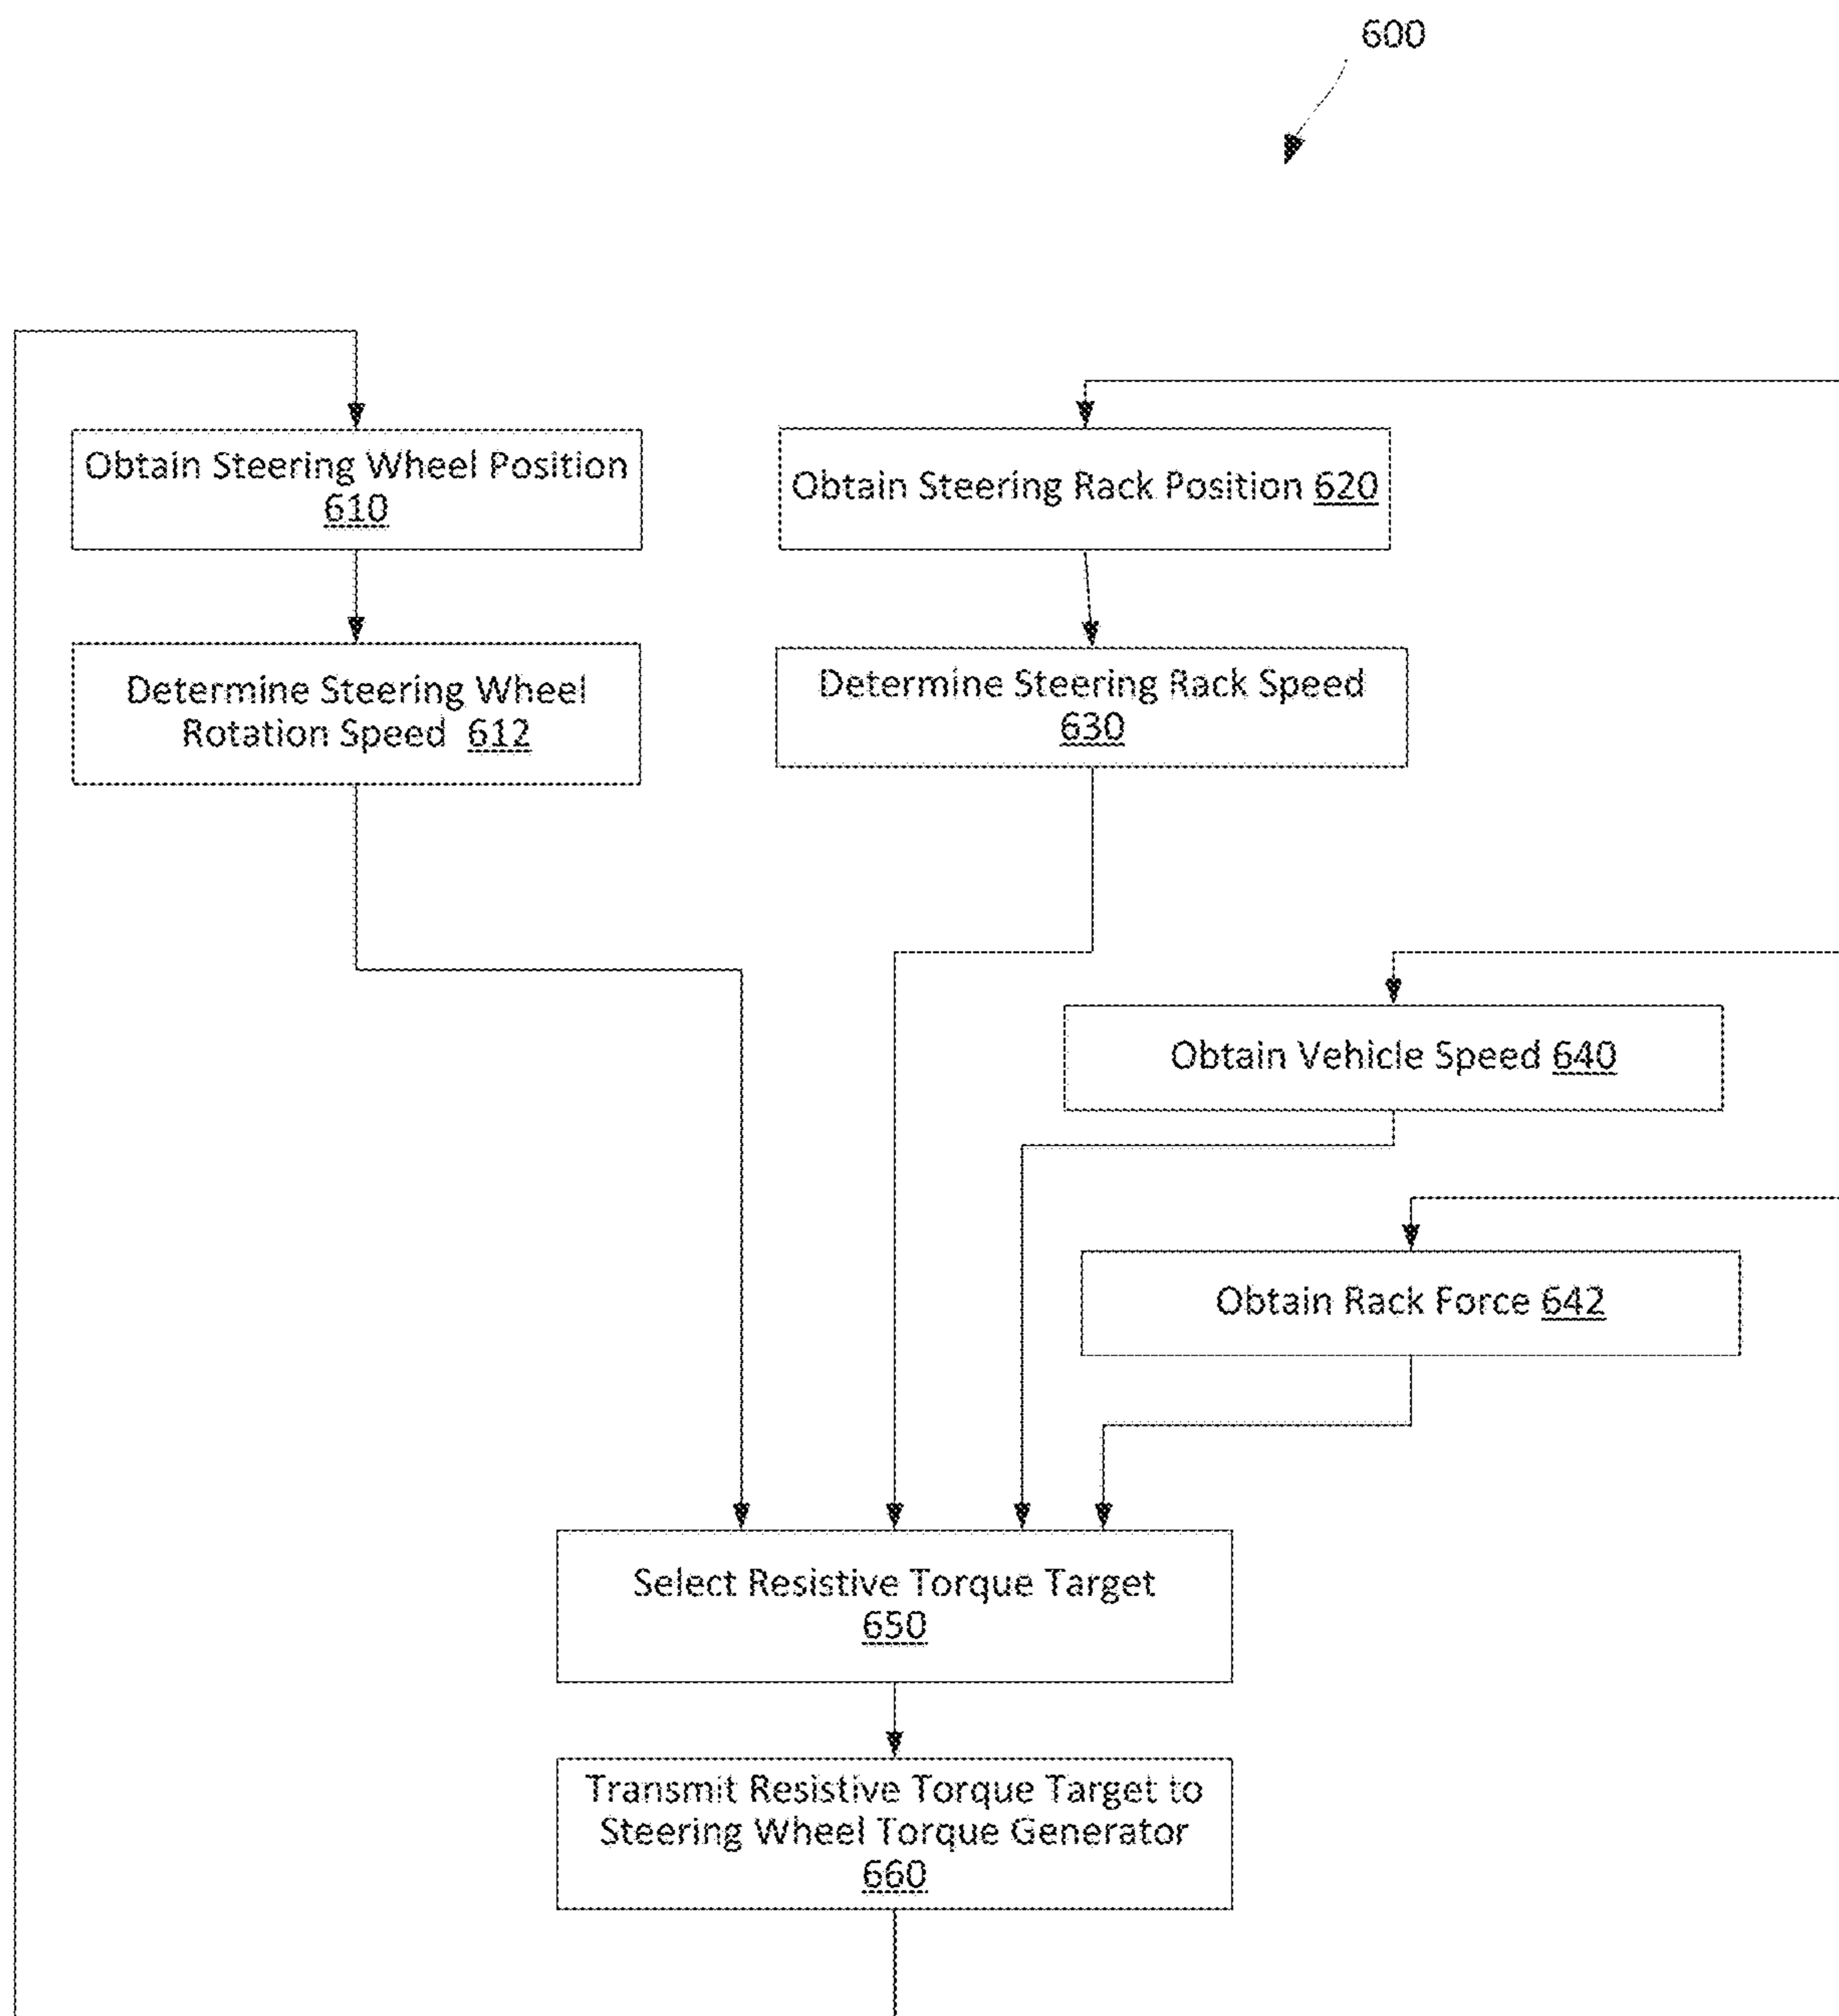 600
Obtain Steering Wheel Position
610
Obtain Steering Rack Position 620
Determine Steering Wheel
Rotation Speed 612
Determine Steering Rack Speed
630
Obtain Vehicle Speed 640
Obtain Rack Force 642
Select Resistive Torque Target
650
Transmit Resistive Torque Target to
Steering Wheel Torque Generator
660